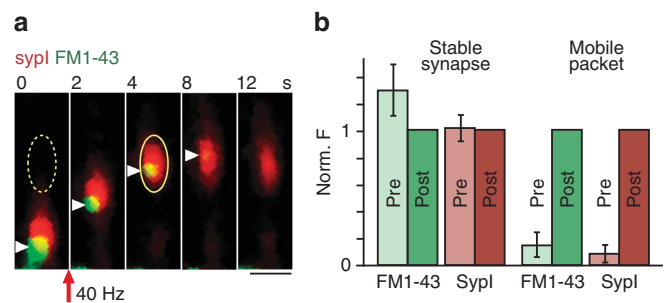 a
sypI FM1-43
0 2 4 8 12 s
40 Hz
b
Stable
synapse
Mobile
packet
Norm. F
1
0
Pre
Post
Pre
Post
Pre
Post
Pre
Post
FM1-43 SypI FM1-43 SypI